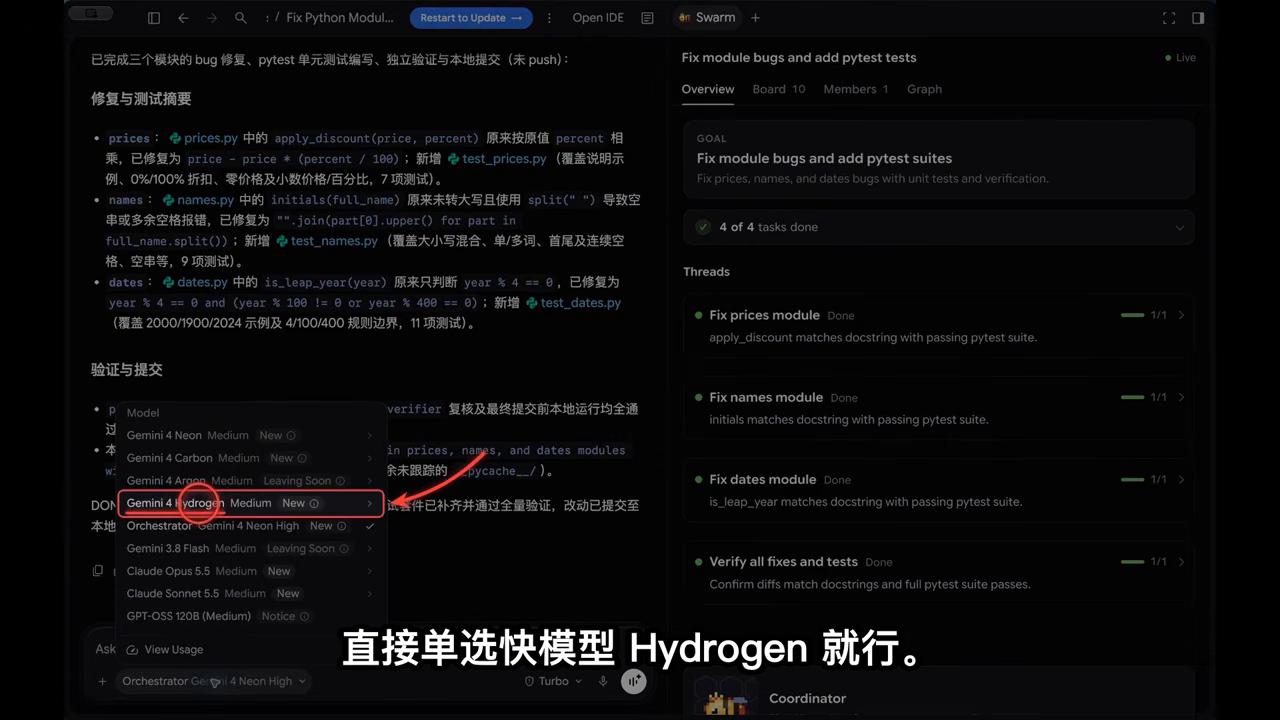 : / Fix Python Modul...
Restart to Update →
Open IDE
Swarm
已完成三个模块的 bug 修复、pytest 单元测试编写、独立验证与本地提交（未 push）：
修复与测试摘要
• prices： prices.py 中的 apply_discount(price, percent) 原来按原值 percent 相
乘，已修复为 price - price * (percent / 100)；新增 test_prices.py（覆盖说明示
例、0%/100% 折扣、零价格及小数价格/百分比，7 项测试）。
• names： names.py 中的 initials(full_name) 原来未转大写且使用 split(" ") 导致空
串或多余空格报错，已修复为 "".join(part[0].upper() for part in
full_name.split())；新增 test_names.py（覆盖大小写混合、单/多词、首尾及连续空
格、空串等，9 项测试）。
• dates： dates.py 中的 is_leap_year(year) 原来只判断 year % 4 == 0，已修复为
year % 4 == 0 and (year % 100 != 0 or year % 400 == 0)；新增 test_dates.py
（覆盖 2000/1900/2024 示例及 4/100/400 规则边界，11 项测试）。
验证与提交
verifier 复核及最终提交前本地运行均全通
过
in prices, names, and dates modules
余未跟踪的 __pycache__/）。
试套件已补齐并通过全量验证，改动已提交至
本地
Model
Gemini 4 Neon Medium New
Gemini 4 Carbon Medium New
Gemini 4 Argon Medium Leaving Soon
Gemini 4 Hydrogen Medium New
Orchestrator Gemini 4 Neon High New
Gemini 3.8 Flash Medium Leaving Soon
Claude Opus 5.5 Medium New
Claude Sonnet 5.5 Medium New
GPT-OSS 120B (Medium) Notice
View Usage
Ask
Orchestrator Gemini 4 Neon High
Turbo
Fix module bugs and add pytest tests
Live
Overview Board 10 Members 1 Graph
GOAL
Fix module bugs and add pytest suites
Fix prices, names, and dates bugs with unit tests and verification.
4 of 4 tasks done
Threads
Fix prices module Done 1/1
apply_discount matches docstring with passing pytest suite.
Fix names module Done 1/1
initials matches docstring with passing pytest suite.
Fix dates module Done 1/1
is_leap_year matches docstring with passing pytest suite.
Verify all fixes and tests Done 1/1
Confirm diffs match docstrings and full pytest suite passes.
Coordinator
直接单选快模型 Hydrogen 就行。